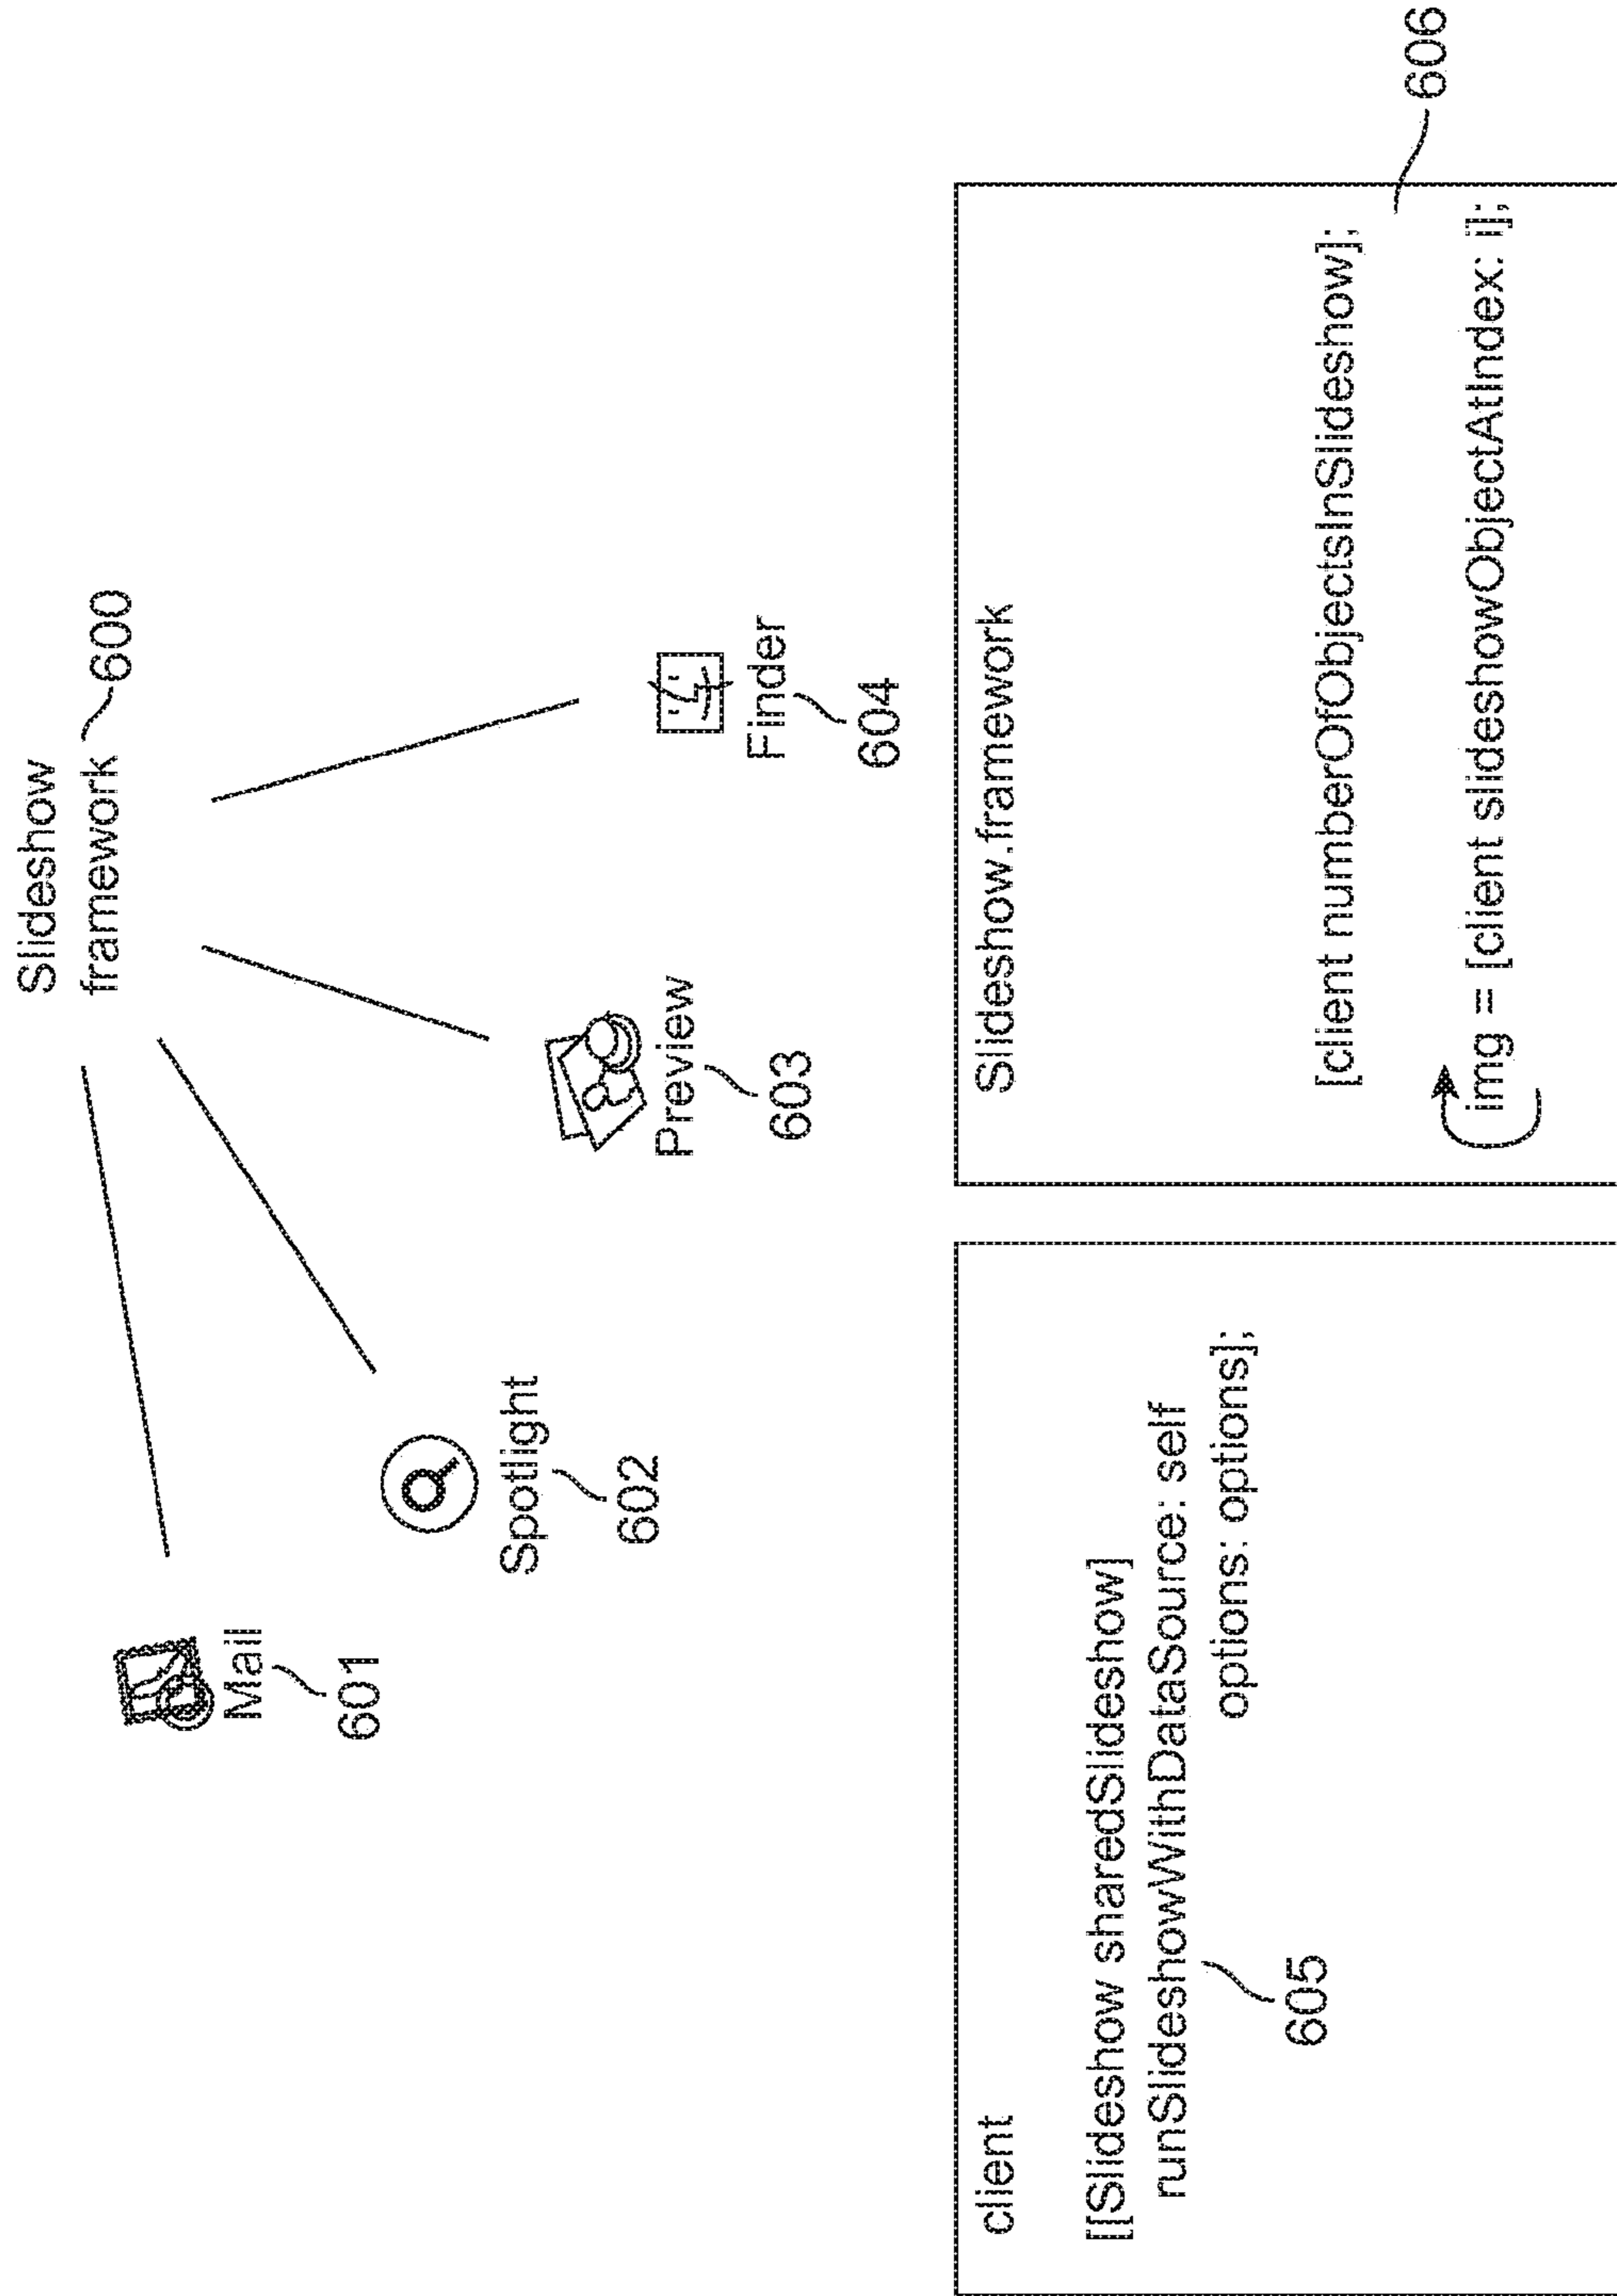 Slideshow
framework 600
Mail
601
Spotlight
602
Preview
603
Finder
604
client
[[Slideshow sharedSlideshow]
runSlideshowWithDataSource: self
options: options];
605
Slideshow.framework
[client numberOfObjectsInSlideshow];
606
img = [client slideshowObjectAtIndex: i];